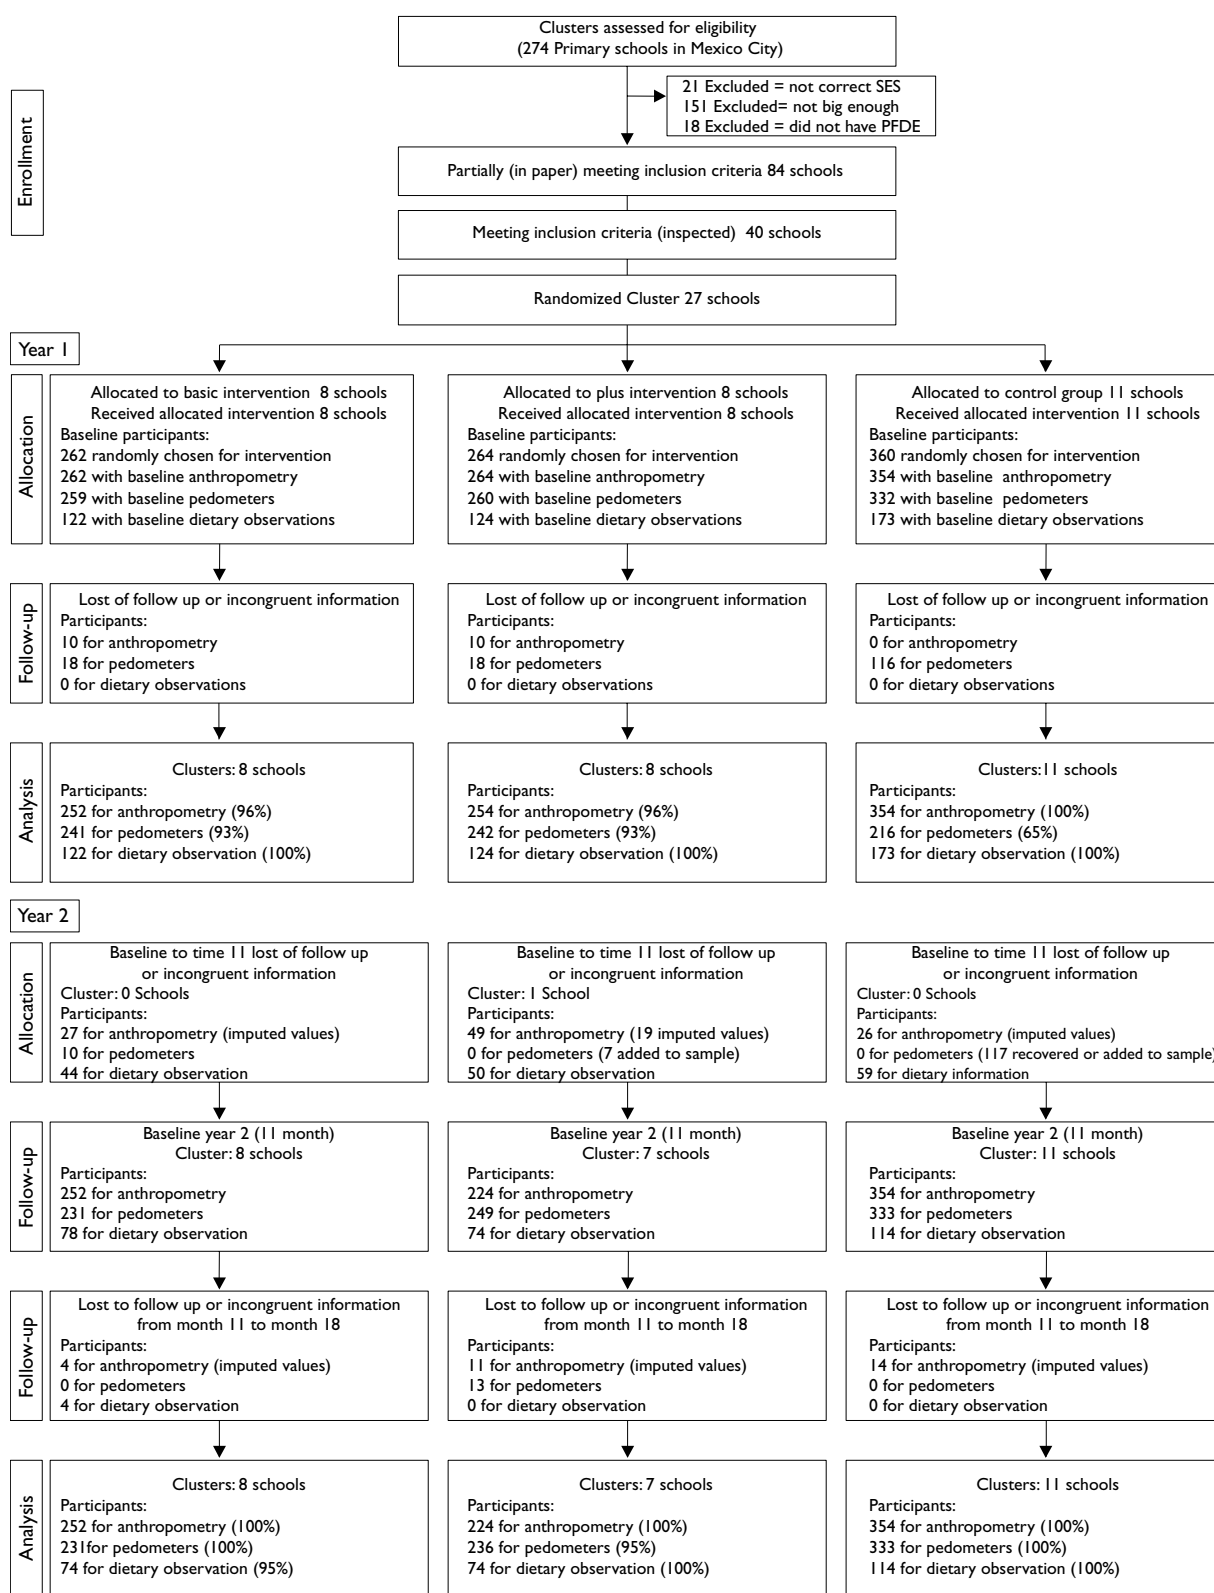 Clusters assessed for eligibility
(274 Primary schools in Mexico City)
21 Excluded = not correct SES
151 Excluded= not big enough
18 Excluded = did not have PFDE
Enrollment
Partially (in paper) meeting inclusion criteria 84 schools
Meeting inclusion criteria (inspected) 40 schools
Randomized Cluster 27 schools
Year 1
Allocation
Allocated to basic intervention 8 schools
Received allocated intervention 8 schools
Baseline participants:
262 randomly chosen for intervention
262 with baseline anthropometry
259 with baseline pedometers
122 with baseline dietary observations
Allocated to plus intervention 8 schools
Received allocated intervention 8 schools
Baseline participants:
264 randomly chosen for intervention
264 with baseline anthropometry
260 with baseline pedometers
124 with baseline dietary observations
Allocated to control group 11 schools
Received allocated intervention 11 schools
Baseline participants:
360 randomly chosen for intervention
354 with baseline anthropometry
332 with baseline pedometers
173 with baseline dietary observations
Follow-up
Lost of follow up or incongruent information
Participants:
10 for anthropometry
18 for pedometers
0 for dietary observations
Lost of follow up or incongruent information
Participants:
10 for anthropometry
18 for pedometers
0 for dietary observations
Lost of follow up or incongruent information
Participants:
0 for anthropometry
116 for pedometers
0 for dietary observations
Analysis
Clusters: 8 schools
Participants:
252 for anthropometry (96%)
241 for pedometers (93%)
122 for dietary observation (100%)
Clusters: 8 schools
Participants:
254 for anthropometry (96%)
242 for pedometers (93%)
124 for dietary observation (100%)
Clusters: 11 schools
Participants:
354 for anthropometry (100%)
216 for pedometers (65%)
173 for dietary observation (100%)
Year 2
Allocation
Baseline to time 11 lost of follow up
or incongruent information
Cluster: 0 Schools
Participants:
27 for anthropometry (imputed values)
10 for pedometers
44 for dietary observation
Baseline to time 11 lost of follow up
or incongruent information
Cluster: 1 School
Participants:
49 for anthropometry (19 imputed values)
0 for pedometers (7 added to sample)
50 for dietary observation
Baseline to time 11 lost of follow up
or incongruent information
Cluster: 0 Schools
Participants:
26 for anthropometry (imputed values)
0 for pedometers (117 recovered or added to sample)
59 for dietary information
Follow-up
Baseline year 2 (11 month)
Cluster: 8 schools
Participants:
252 for anthropometry
231 for pedometers
78 for dietary observation
Baseline year 2 (11 month)
Cluster: 7 schools
Participants:
224 for anthropometry
249 for pedometers
74 for dietary observation
Baseline year 2 (11 month)
Cluster: 11 schools
Participants:
354 for anthropometry
333 for pedometers
114 for dietary observation
Follow-up
Lost to follow up or incongruent information
from month 11 to month 18
Participants:
4 for anthropometry (imputed values)
0 for pedometers
4 for dietary observation
Lost to follow up or incongruent information
from month 11 to month 18
Participants:
11 for anthropometry (imputed values)
13 for pedometers
0 for dietary observation
Lost to follow up or incongruent information
from month 11 to month 18
Participants:
14 for anthropometry (imputed values)
0 for pedometers
0 for dietary observation
Analysis
Clusters: 8 schools
Participants:
252 for anthropometry (100%)
231for pedometers (100%)
74 for dietary observation (95%)
Clusters: 7 schools
Participants:
224 for anthropometry (100%)
236 for pedometers (95%)
74 for dietary observation (100%)
Clusters: 11 schools
Participants:
354 for anthropometry (100%)
333 for pedometers (100%)
114 for dietary observation (100%)